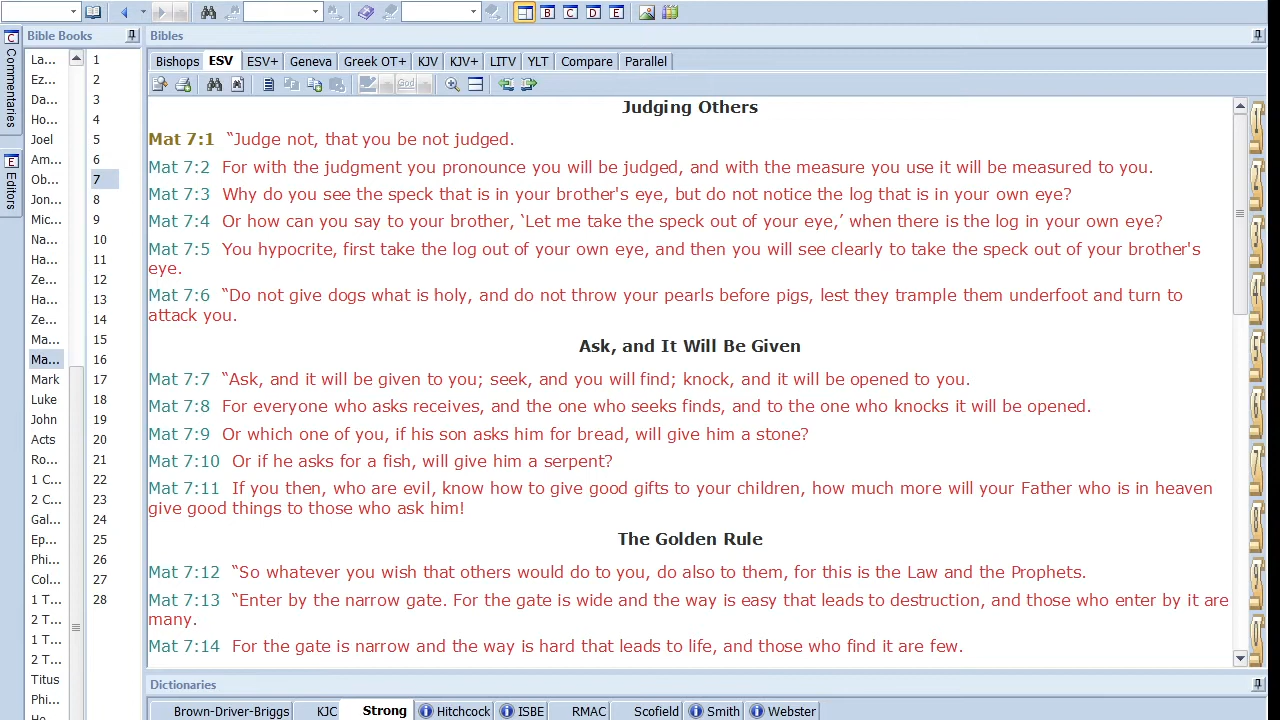 Bible Books
Bibles
Commentaries
Editors
B
C
D
E
C
E
La...
Ez...
Da...
Ho...
Joel
Am...
Ob...
Jon...
Mic...
Na...
Ha...
Ze...
Ha...
Ze...
Ma...
Ma...
Mark
Luke
John
Acts
Ro...
1 C...
2 C...
Gal...
Ep...
Phi...
Col...
1 T...
2 T...
1 T...
2 T...
Titus
Phi...
He...
1
2
3
4
5
6
7
8
9
10
11
12
13
14
15
16
17
18
19
20
21
22
23
24
25
26
27
28
Bishops ESV ESV+ Geneva Greek OT+ KJV KJV+ LITV YLT Compare Parallel
God
Judging Others
Mat 7:1 “Judge not, that you be not judged.
Mat 7:2 For with the judgment you pronounce you will be judged, and with the measure you use it will be measured to you.
Mat 7:3 Why do you see the speck that is in your brother's eye, but do not notice the log that is in your own eye?
Mat 7:4 Or how can you say to your brother, ‘Let me take the speck out of your eye,’ when there is the log in your own eye?
Mat 7:5 You hypocrite, first take the log out of your own eye, and then you will see clearly to take the speck out of your brother's
eye.
Mat 7:6 “Do not give dogs what is holy, and do not throw your pearls before pigs, lest they trample them underfoot and turn to
attack you.
Ask, and It Will Be Given
Mat 7:7 “Ask, and it will be given to you; seek, and you will find; knock, and it will be opened to you.
Mat 7:8 For everyone who asks receives, and the one who seeks finds, and to the one who knocks it will be opened.
Mat 7:9 Or which one of you, if his son asks him for bread, will give him a stone?
Mat 7:10 Or if he asks for a fish, will give him a serpent?
Mat 7:11 If you then, who are evil, know how to give good gifts to your children, how much more will your Father who is in heaven
give good things to those who ask him!
The Golden Rule
Mat 7:12 “So whatever you wish that others would do to you, do also to them, for this is the Law and the Prophets.
Mat 7:13 “Enter by the narrow gate. For the gate is wide and the way is easy that leads to destruction, and those who enter by it are
many.
Mat 7:14 For the gate is narrow and the way is hard that leads to life, and those who find it are few.
1
2
3
4
5
6
7
8
9
0
Dictionaries
Brown-Driver-Briggs KJC Strong Hitchcock ISBE RMAC Scofield Smith Webster